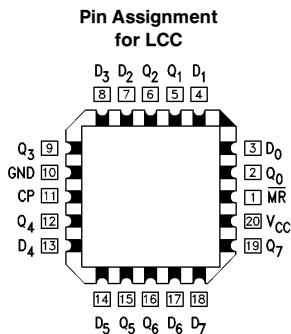 Pin Assignment
for LCC
D3 D2 Q2 Q1 D1
8 7 6 5 4
Q3 9 3 D0
GND 10 2 Q0
CP 11 1 M̅R̅
Q4 12 20 VCC
D4 13 19 Q7
14 15 16 17 18
D5 Q5 Q6 D6 D7